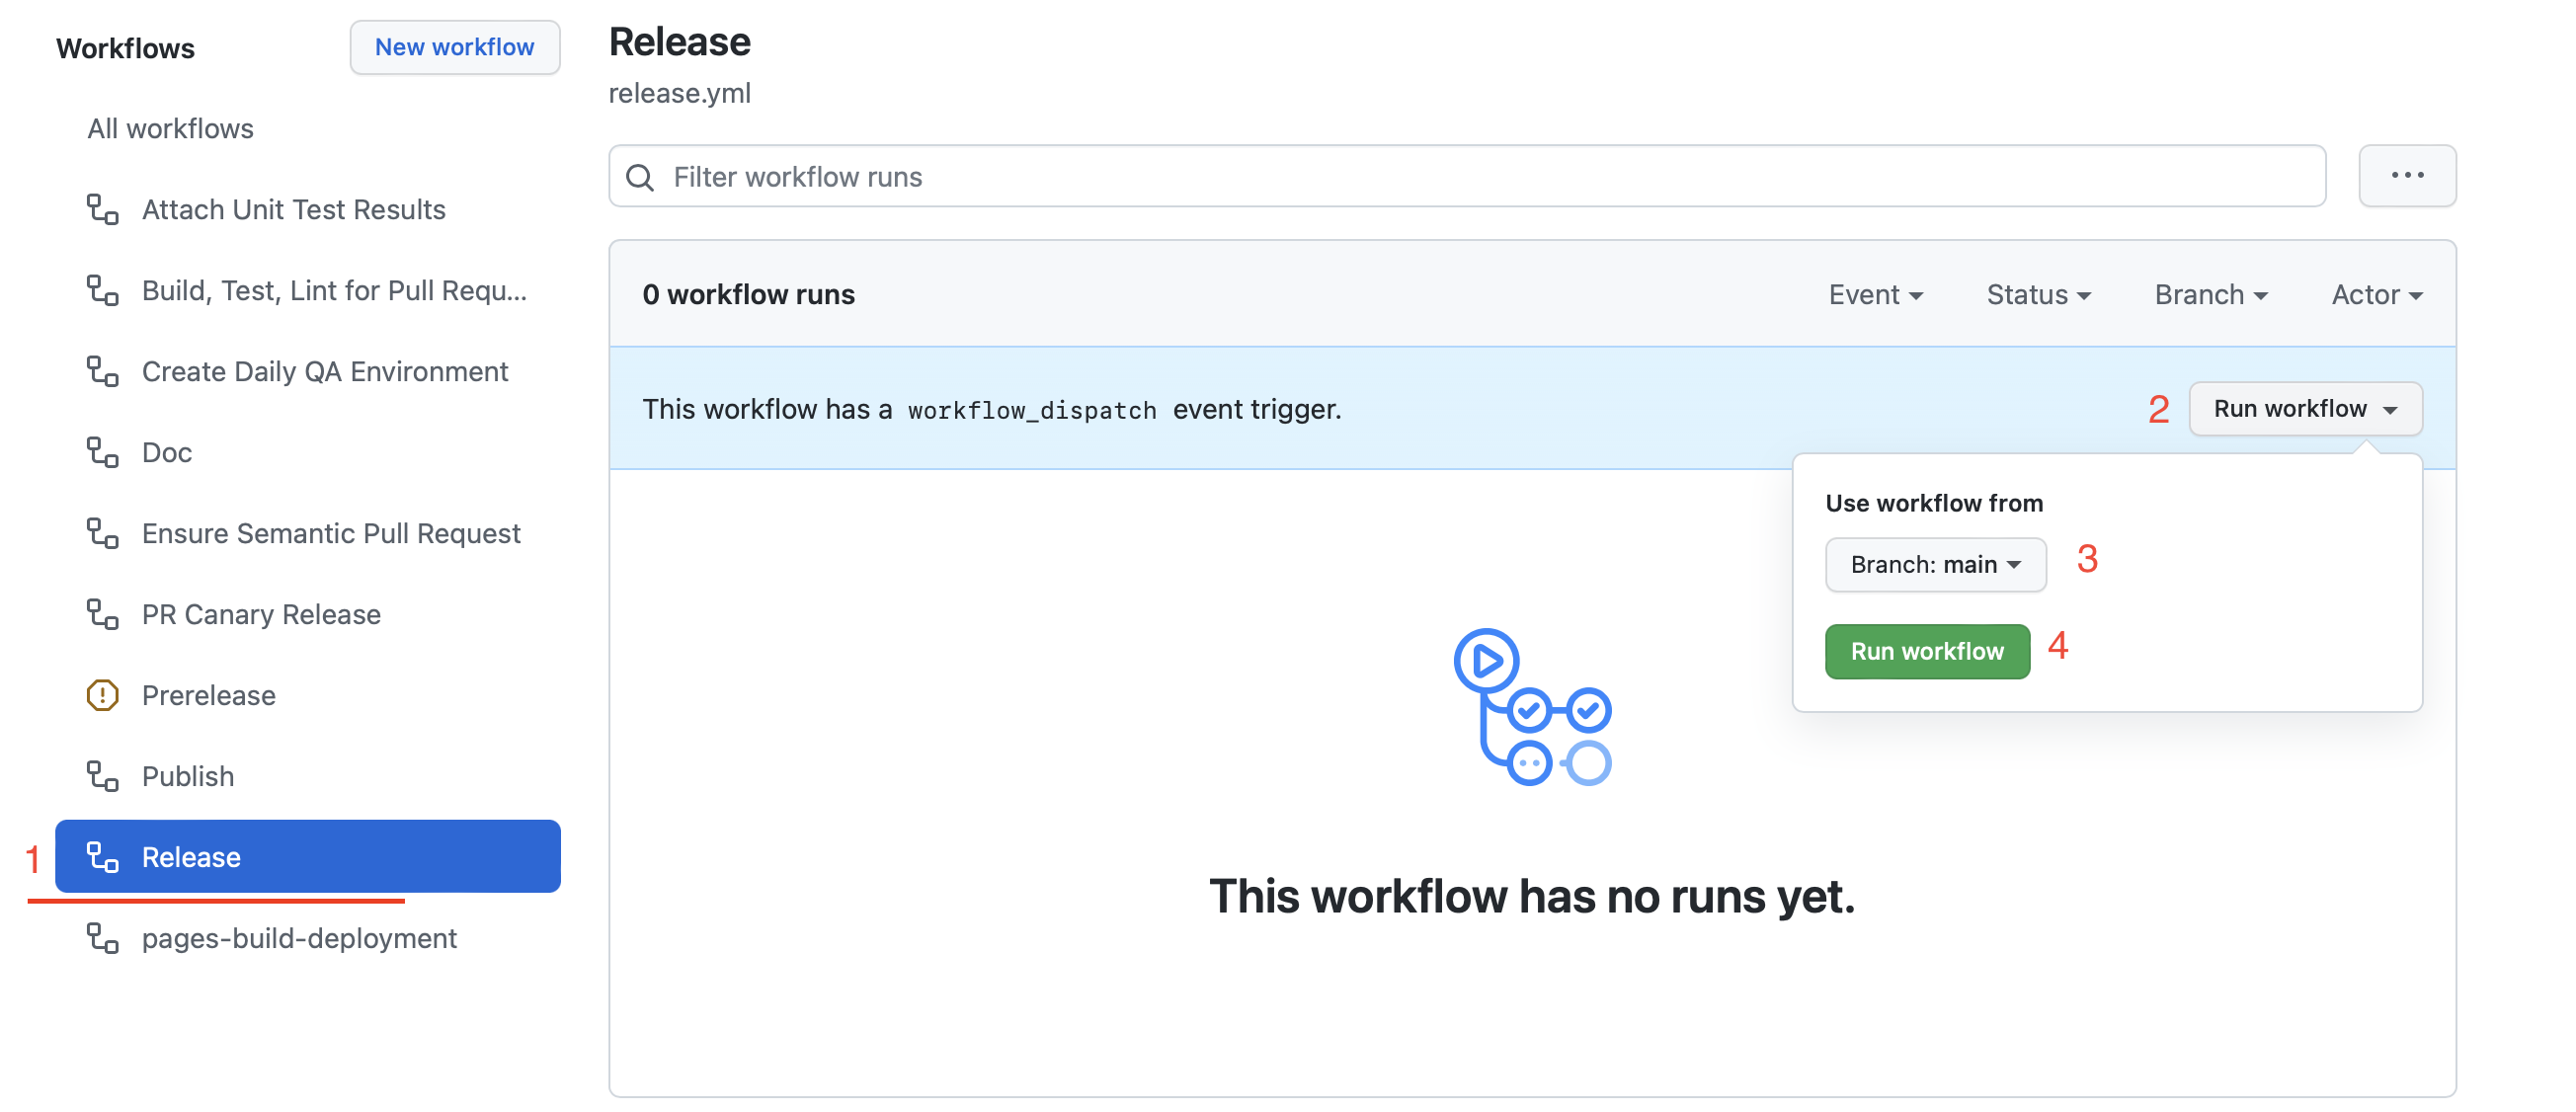 Workflows
New workflow
All workflows
Attach Unit Test Results
Build, Test, Lint for Pull Requ...
Create Daily QA Environment
Doc
Ensure Semantic Pull Request
PR Canary Release
Prerelease
Publish
1 Release
pages-build-deployment
Release
release.yml
Filter workflow runs
0 workflow runs Event Status Branch Actor
This workflow has a workflow_dispatch event trigger. 2 Run workflow
Use workflow from
Branch: main 3
Run workflow 4
This workflow has no runs yet.